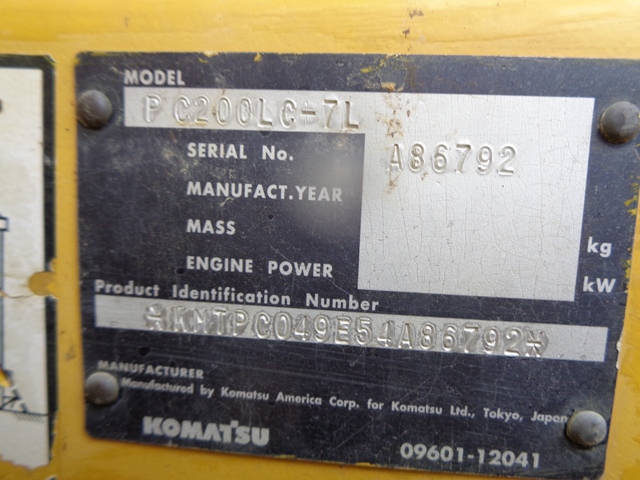 MODEL
PC200LC-7L
SERIAL No. A86792
MANUFACT.YEAR
MASS kg
ENGINE POWER kW
Product Identification Number
*KMTPC049E54A86792*
MANUFACTURER
Manufactured by Komatsu America Corp. for Komatsu Ltd., Tokyo, Japan
KOMATSU
09601-12041